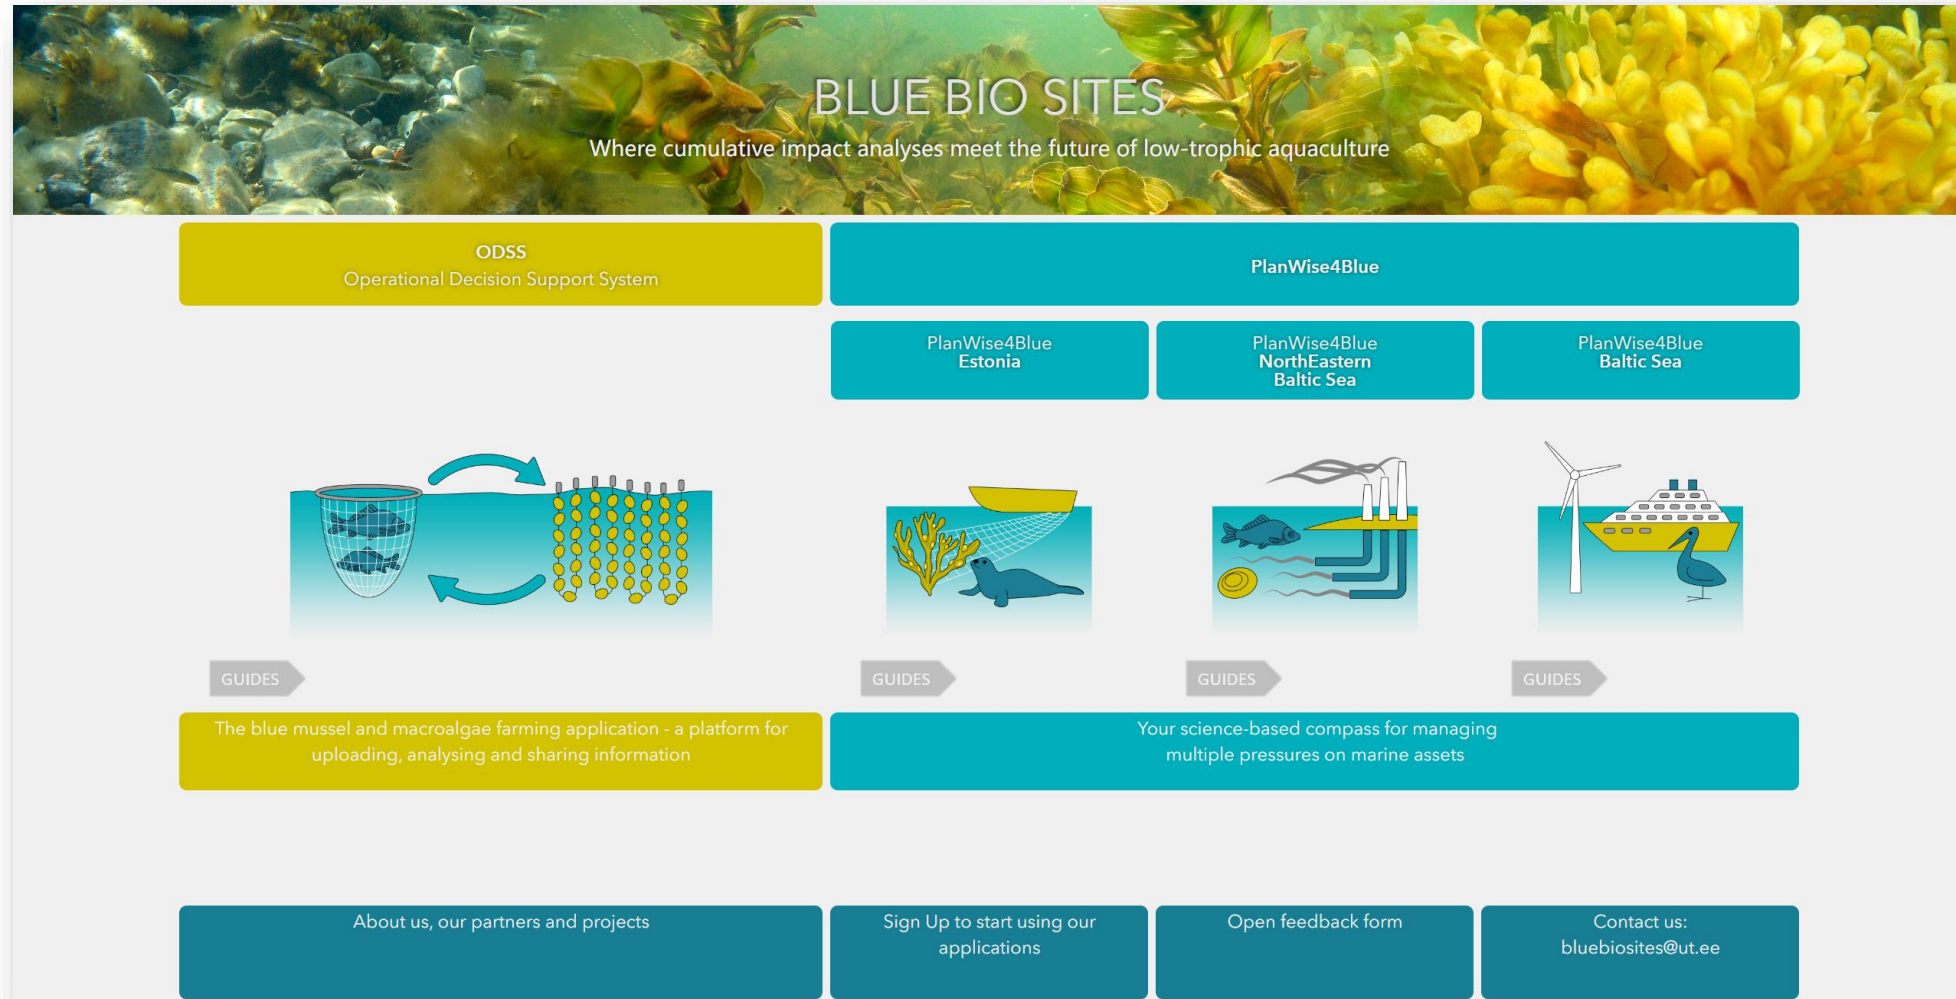 BLUE BIO SITES
Where cumulative impact analyses meet the future of low-trophic aquaculture
ODSS
Operational Decision Support System
PlanWise4Blue
PlanWise4Blue
Estonia
PlanWise4Blue
NorthEastern
Baltic Sea
PlanWise4Blue
Baltic Sea
GUIDES
GUIDES
GUIDES
GUIDES
The blue mussel and macroalgae farming application - a platform for
uploading, analysing and sharing information
Your science-based compass for managing
multiple pressures on marine assets
About us, our partners and projects
Sign Up to start using our
applications
Open feedback form
Contact us:
bluebiosites@ut.ee